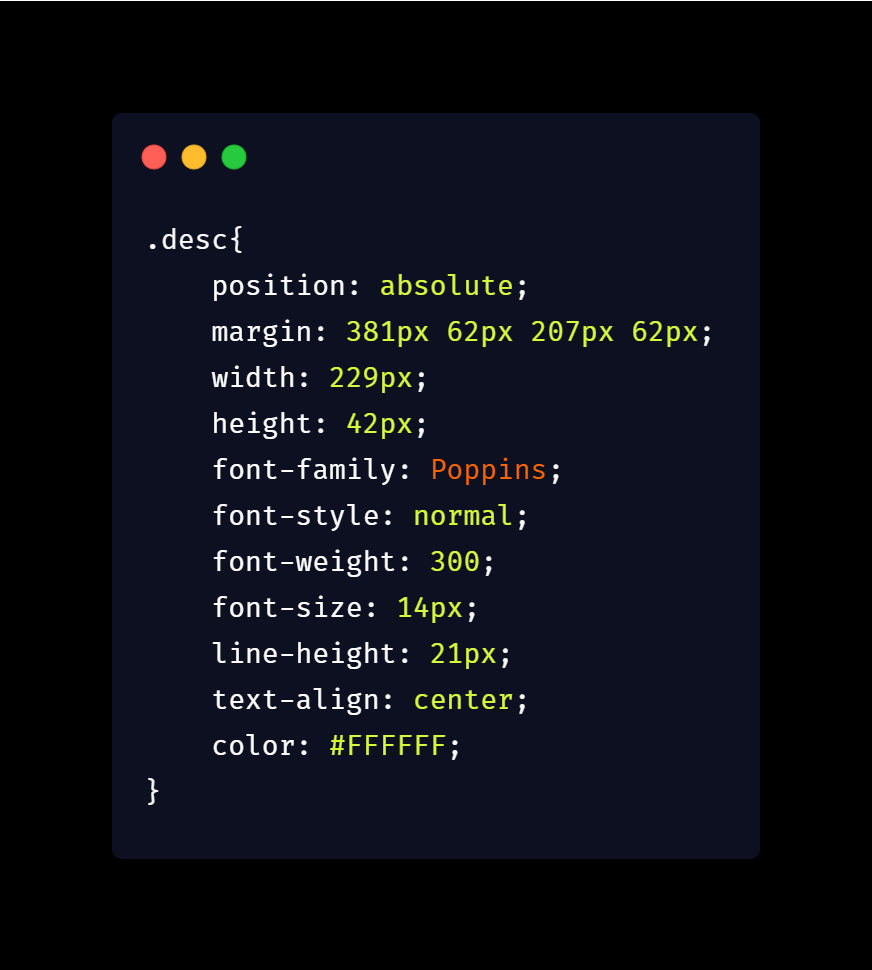 .desc{
    position: absolute;
    margin: 381px 62px 207px 62px;
    width: 229px;
    height: 42px;
    font-family: Poppins;
    font-style: normal;
    font-weight: 300;
    font-size: 14px;
    line-height: 21px;
    text-align: center;
    color: #FFFFFF;
}